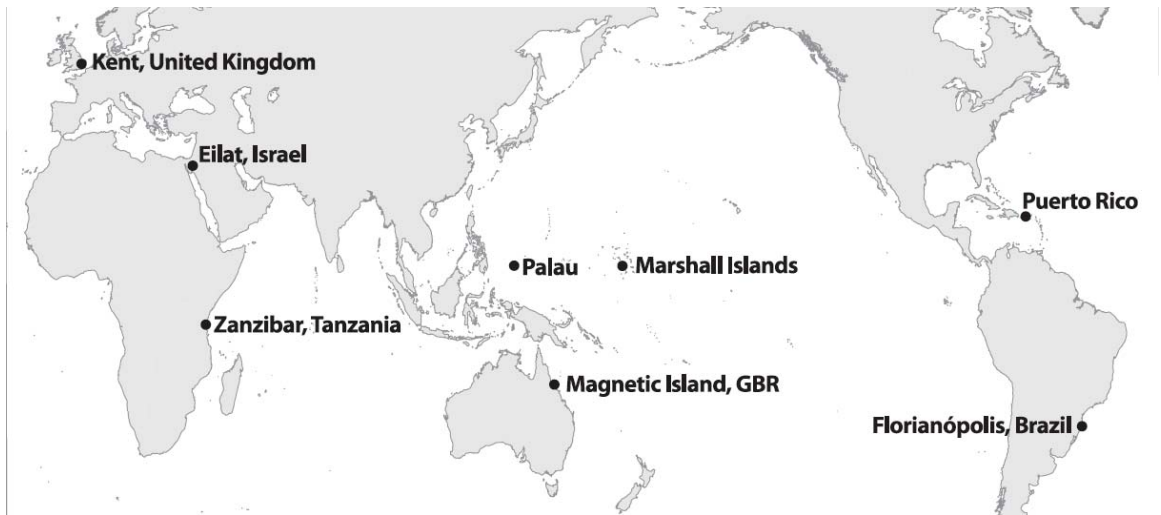 Kent, United Kingdom
Eilat, Israel
Puerto Rico
Palau
Marshall Islands
Zanzibar, Tanzania
Magnetic Island, GBR
Florianópolis, Brazil